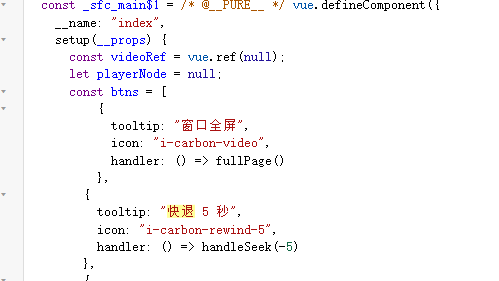 const _sfc_main$1 = /* @__PURE__ */ vue.defineComponent({
__name: "index",
setup(__props) {
const videoRef = vue.ref(null);
let playerNode = null;
const btns = [
{
tooltip: "窗口全屏",
icon: "i-carbon-video",
handler: () => fullPage()
},
{
tooltip: "快退 5 秒",
icon: "i-carbon-rewind-5",
handler: () => handleSeek(-5)
},
{